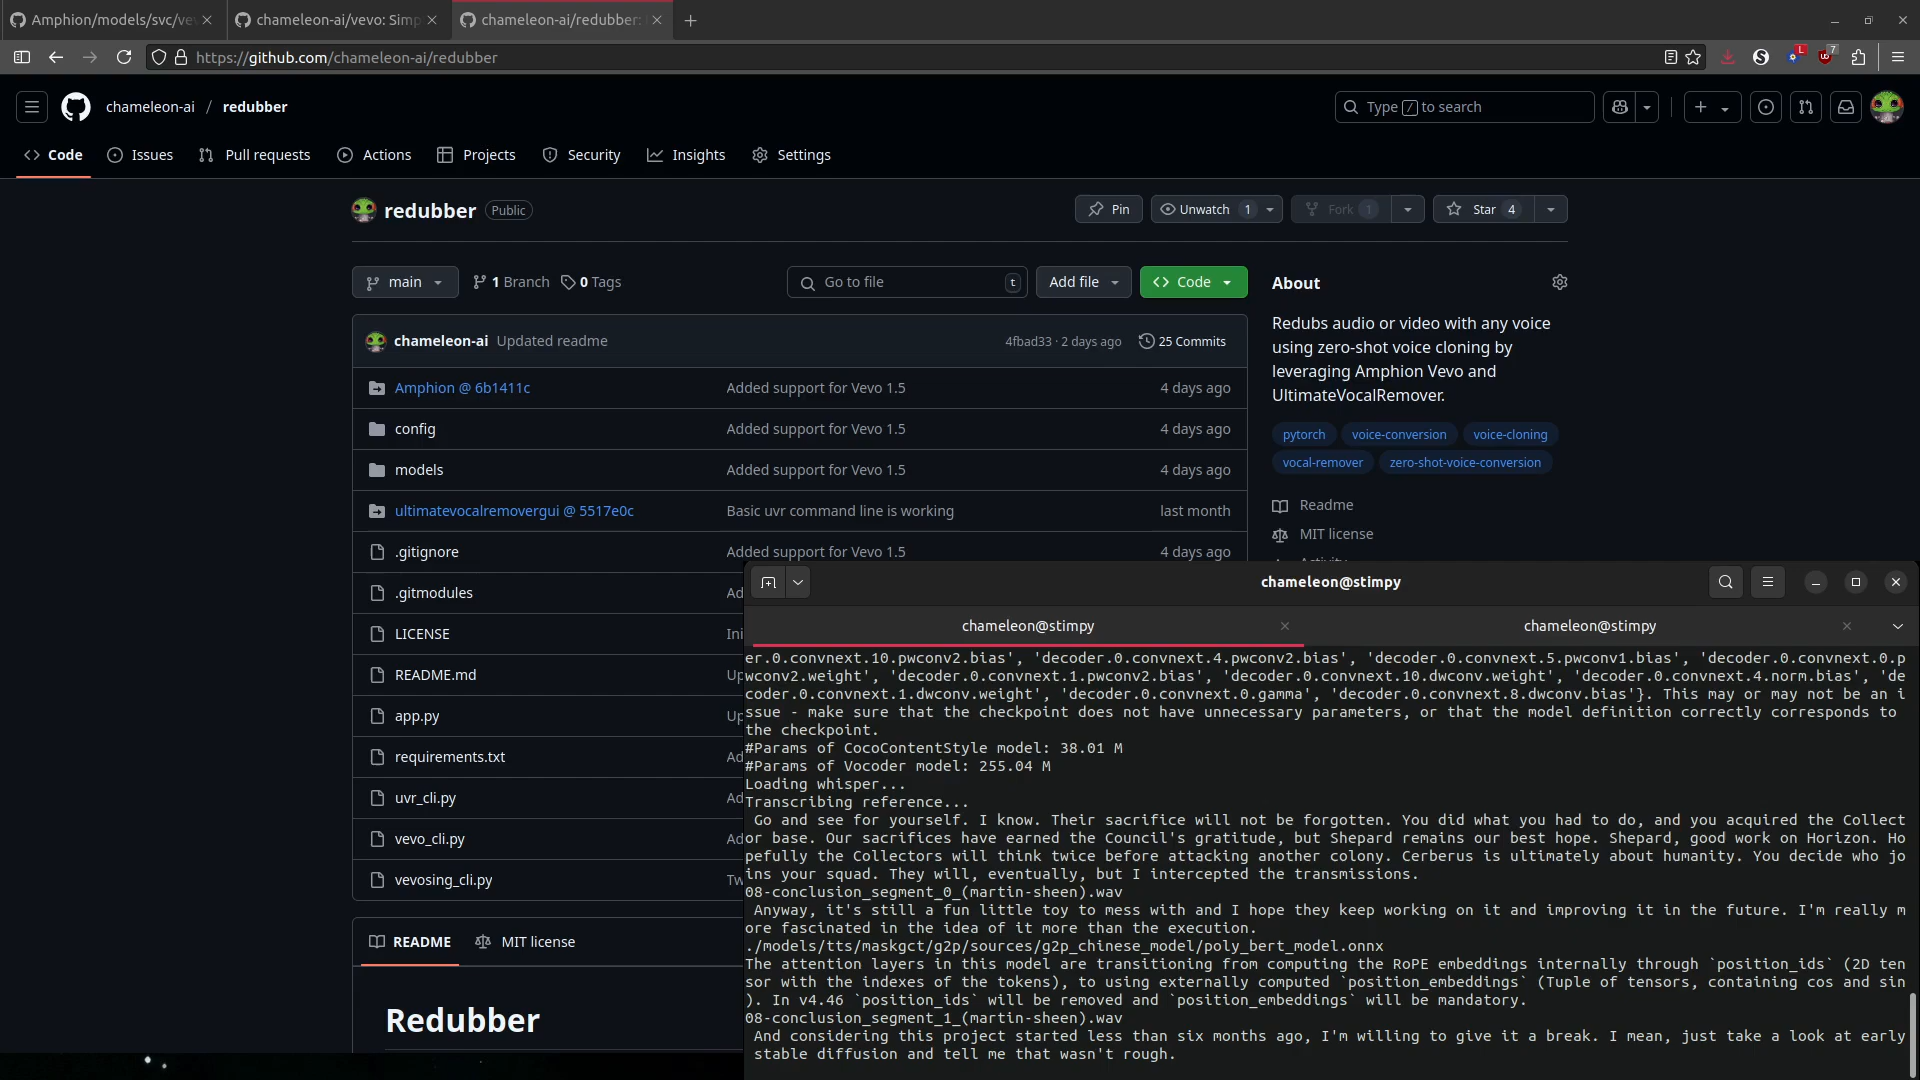 Amphion/models/svc/ve
chameleon-ai/vevo: Simp
chameleon-ai/redubber:
https://github.com/chameleon-ai/redubber
L
7
chameleon-ai / redubber
Type / to search
Code
Issues
Pull requests
Actions
Projects
Security
Insights
Settings
redubber
Public
Pin
Unwatch 1
Fork 1
Star 4
main
1 Branch
0 Tags
Go to file
t
Add file
Code
About
chameleon-ai Updated readme
4fbad33 · 2 days ago
25 Commits
Redubs audio or video with any voice
using zero-shot voice cloning by
leveraging Amphion Vevo and
UltimateVocalRemover.
pytorch
voice-conversion
voice-cloning
vocal-remover
zero-shot-voice-conversion
Readme
MIT license
Activity
Amphion @ 6b1411c Added support for Vevo 1.5 4 days ago
config Added support for Vevo 1.5 4 days ago
models Added support for Vevo 1.5 4 days ago
ultimatevocalremovergui @ 5517e0c Basic uvr command line is working last month
.gitignore Added support for Vevo 1.5 4 days ago
.gitmodules Ad
LICENSE Ini
README.md Up
app.py Up
requirements.txt Ad
uvr_cli.py Ad
vevo_cli.py Ad
vevosing_cli.py Tw
README
MIT license
Redubber
chameleon@stimpy
chameleon@stimpy
chameleon@stimpy
er.0.convnext.10.pwconv2.bias', 'decoder.0.convnext.4.pwconv2.bias', 'decoder.0.convnext.5.pwconv1.bias', 'decoder.0.convnext.0.p
wconv2.weight', 'decoder.0.convnext.1.pwconv2.bias', 'decoder.0.convnext.10.dwconv.weight', 'decoder.0.convnext.4.norm.bias', 'de
coder.0.convnext.1.dwconv.weight', 'decoder.0.convnext.0.gamma', 'decoder.0.convnext.8.dwconv.bias'}. This may or may not be an i
ssue - make sure that the checkpoint does not have unnecessary parameters, or that the model definition correctly corresponds to
the checkpoint.
#Params of CocoContentStyle model: 38.01 M
#Params of Vocoder model: 255.04 M
Loading whisper...
Transcribing reference...
Go and see for yourself. I know. Their sacrifice will not be forgotten. You did what you had to do, and you acquired the Collect
or base. Our sacrifices have earned the Council's gratitude, but Shepard remains our best hope. Shepard, good work on Horizon. Ho
pefully the Collectors will think twice before attacking another colony. Cerberus is ultimately about humanity. You decide who jo
ins your squad. They will, eventually, but I intercepted the transmissions.
08-conclusion_segment_0_(martin-sheen).wav
Anyway, it's still a fun little toy to mess with and I hope they keep working on it and improving it in the future. I'm really m
ore fascinated in the idea of it more than the execution.
./models/tts/maskgct/g2p/sources/g2p_chinese_model/poly_bert_model.onnx
The attention layers in this model are transitioning from computing the RoPE embeddings internally through `position_ids` (2D ten
sor with the indexes of the tokens), to using externally computed `position_embeddings` (Tuple of tensors, containing cos and sin
). In v4.46 `position_ids` will be removed and `position_embeddings` will be mandatory.
08-conclusion_segment_1_(martin-sheen).wav
And considering this project started less than six months ago, I'm willing to give it a break. I mean, just take a look at early
stable diffusion and tell me that wasn't rough.